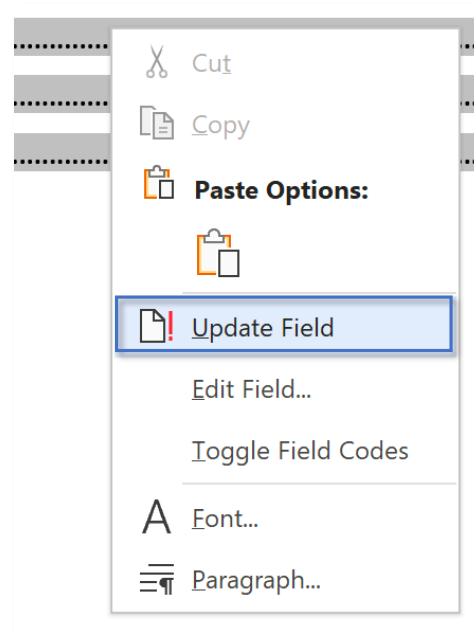 Cut
Copy
Paste Options:
Update Field
Edit Field...
Toggle Field Codes
Font...
Paragraph...